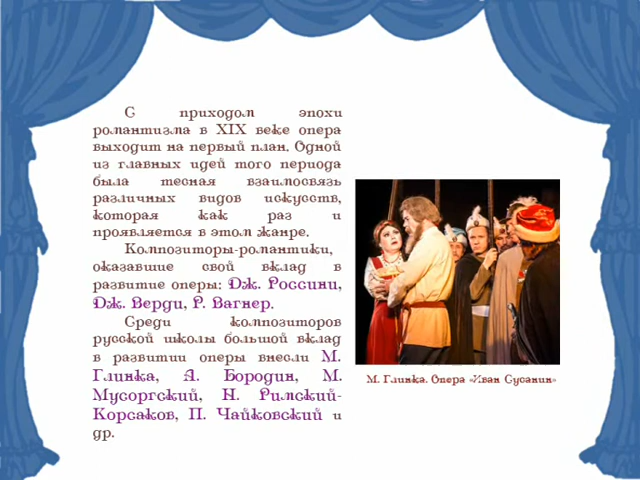 С приходом эпохи
романтизма в XIX веке опера
выходит на первый план. Одной
из главных идей того периода
была тесная взаимосвязь
различных видов искусств,
которая как раз и
проявляется в этом жанре.
Композиторы-романтики,
оказавшие свой вклад в
развитие оперы: Дж. Россини,
Дж. Верди, Р. Вагнер.
Среди композиторов
русской школы большой вклад
в развитии оперы внесли М.
Глинка, А. Бородин, М.
Мусоргский, Н. Римский-
Корсаков, П. Чайковский и
др.
М. Глинка. Опера «Иван Сусанин»